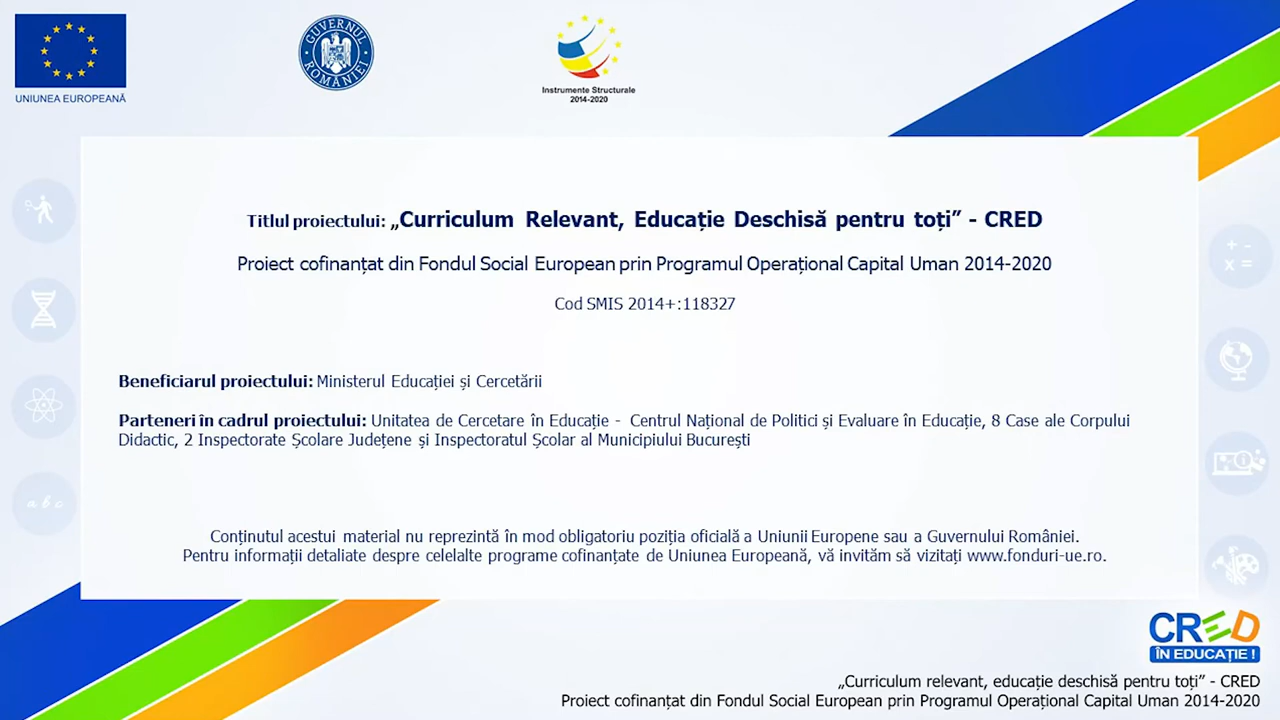 UNIUNEA EUROPEANĂ
GUVERNUL ROMÂNIEI
Instrumente Structurale
2014-2020
Titlul proiectului: „Curriculum Relevant, Educație Deschisă pentru toți” - CRED
Proiect cofinanțat din Fondul Social European prin Programul Operațional Capital Uman 2014-2020
Cod SMIS 2014+:118327
+ -
x =
Beneficiarul proiectului: Ministerul Educației și Cercetării
Parteneri în cadrul proiectului: Unitatea de Cercetare în Educație - Centrul Național de Politici și Evaluare în Educație, 8 Case ale Corpului
Didactic, 2 Inspectorate Școlare Județene și Inspectoratul Școlar al Municipiului București
a b c
Conținutul acestui material nu reprezintă în mod obligatoriu poziția oficială a Uniunii Europene sau a Guvernului României.
Pentru informații detaliate despre celelalte programe cofinanțate de Uniunea Europeană, vă invităm să vizitați www.fonduri-ue.ro.
CRED
ÎN EDUCAȚIE !
„Curriculum relevant, educație deschisă pentru toți” - CRED
Proiect cofinanțat din Fondul Social European prin Programul Operațional Capital Uman 2014-2020